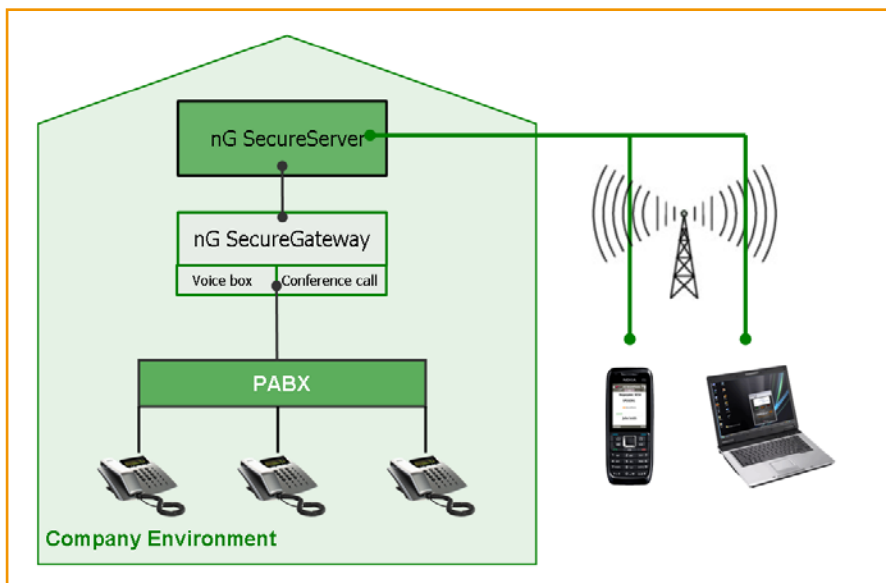 nG SecureServer
nG SecureGateway
Voice box
Conference call
PABX
Company Environment